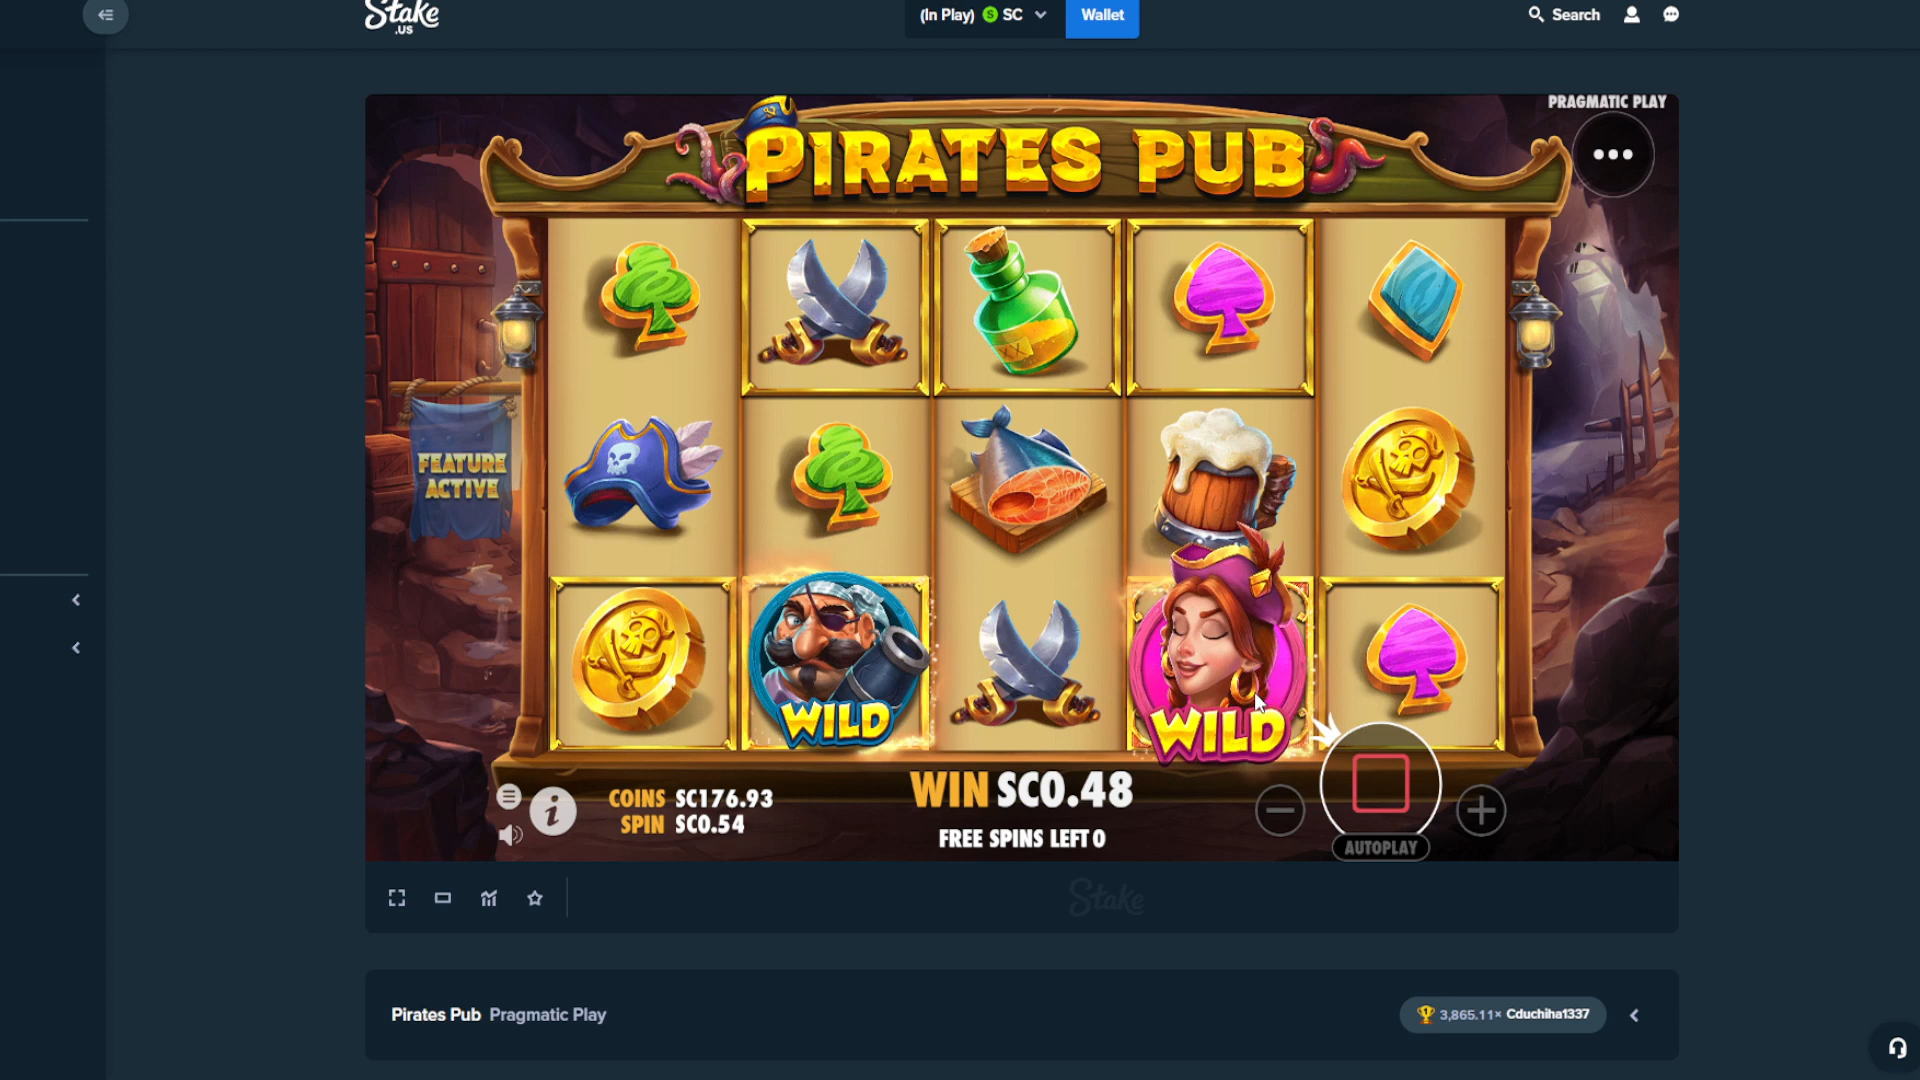 Stake
.US
(In Play) S SC
Wallet
Search
PRAGMATIC PLAY
PIRATES PUB
FEATURE
ACTIVE
WILD
WILD
COINS SC176.93
SPIN SC0.54
WIN SC0.48
FREE SPINS LEFT 0
AUTOPLAY
Stake
Pirates Pub Pragmatic Play
3,865.11× Cduchiha1337